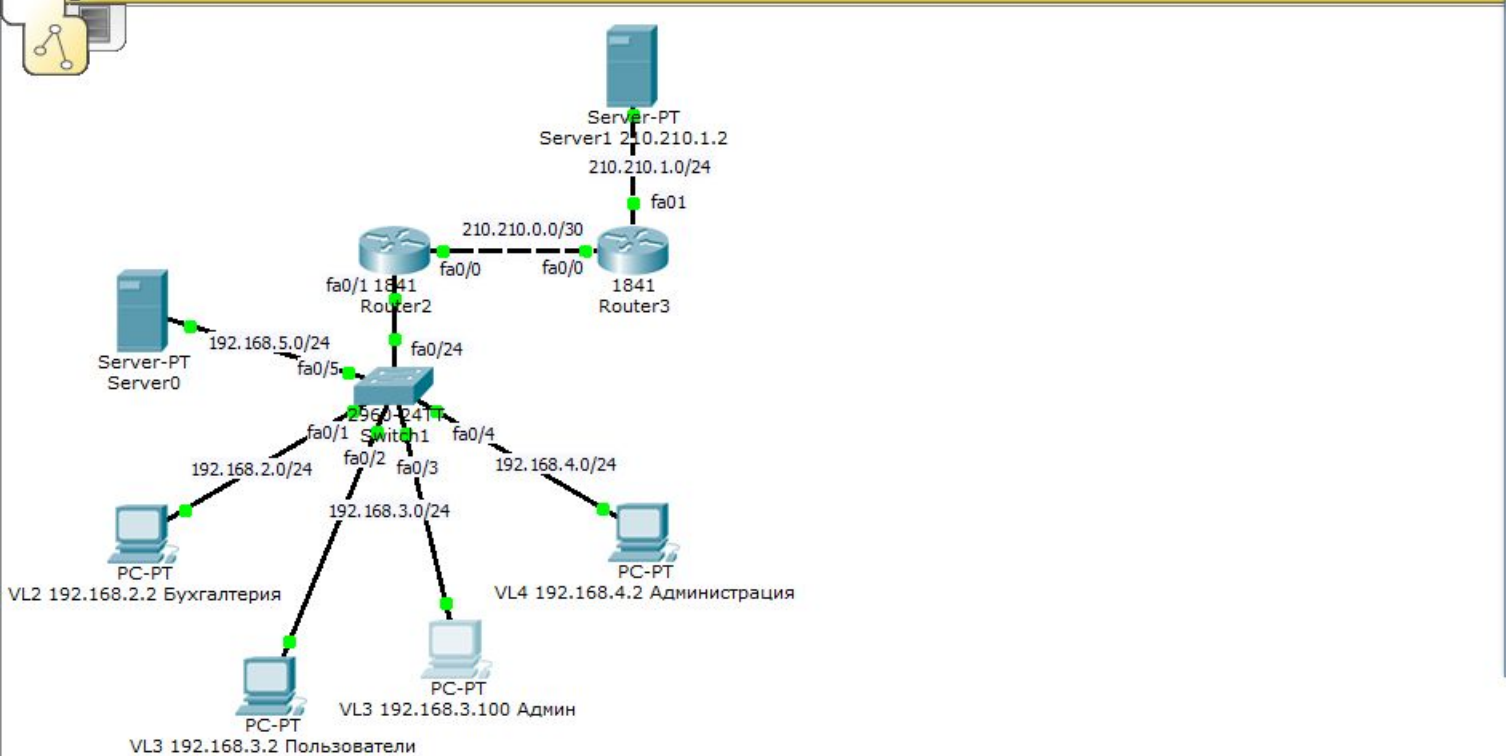 Server-PT
Server1 210.210.1.2
210.210.1.0/24
fa01
210.210.0.0/30
fa0/0
fa0/0
fa0/1 1841
Router2
1841
Router3
192.168.5.0/24
fa0/24
Server-PT
Server0
fa0/5
2960-24TT
Switch1
fa0/1
fa0/2
fa0/3
fa0/4
192.168.2.0/24
192.168.4.0/24
192.168.3.0/24
PC-PT
VL2 192.168.2.2 Бухгалтерия
PC-PT
VL4 192.168.4.2 Администрация
PC-PT
VL3 192.168.3.100 Админ
PC-PT
VL3 192.168.3.2 Пользователи